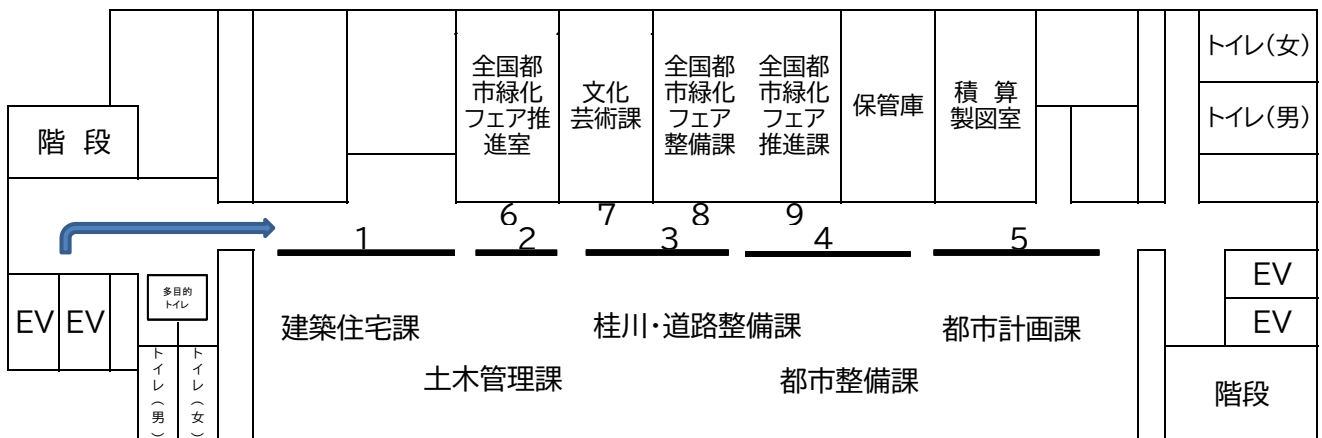 トイレ(女)
全国都
市緑化
フェア推
進室
文化
芸術課
全国都
市緑化
フェア
整備課
全国都
市緑化
フェア
推進課
保管庫
積 算
製図室
トイレ(男)
階 段
6
7
8
9
1
2
3
4
5
EV
EV
多目的
トイレ
EV
EV
建築住宅課
桂川・道路整備課
都市計画課
トイレ(男)
トイレ(女)
土木管理課
都市整備課
階段